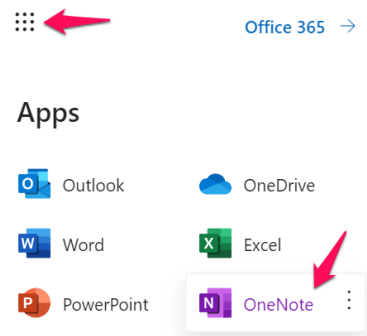 Office 365 →
Apps
Outlook OneDrive
Word Excel
PowerPoint OneNote